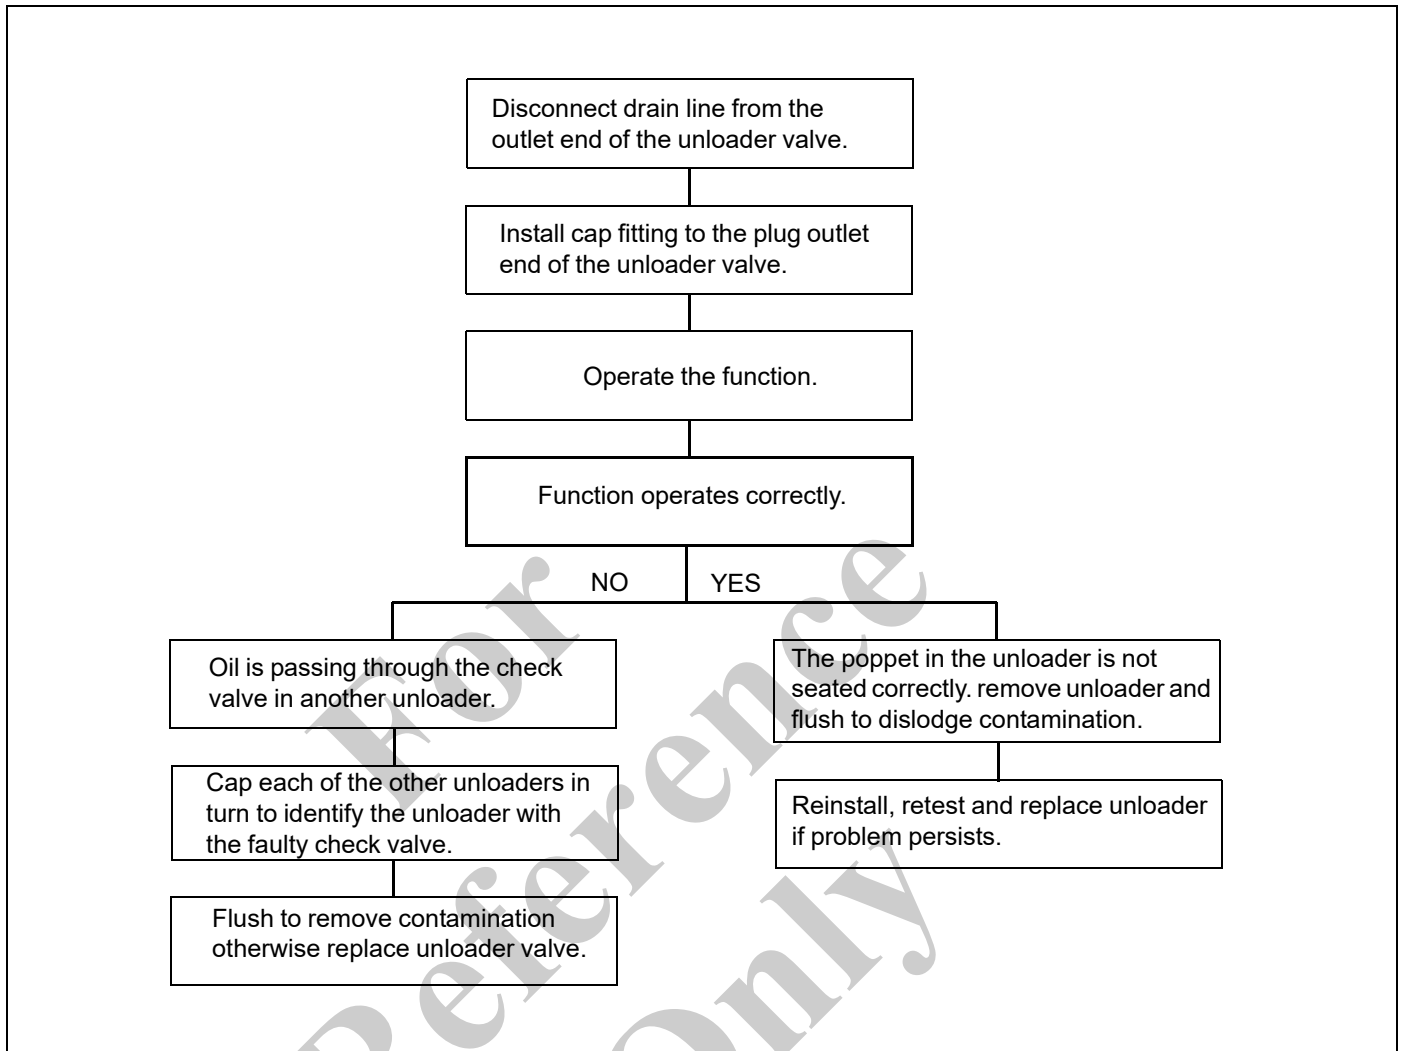 Disconnect drain line from the
outlet end of the unloader valve.
Install cap fitting to the plug outlet
end of the unloader valve.
Operate the function.
Function operates correctly.
NO
YES
Oil is passing through the check
valve in another unloader.
Cap each of the other unloaders in
turn to identify the unloader with
the faulty check valve.
Flush to remove contamination
otherwise replace unloader valve.
The poppet in the unloader is not
seated correctly. remove unloader and
flush to dislodge contamination.
Reinstall, retest and replace unloader
if problem persists.
For
Reference
Only